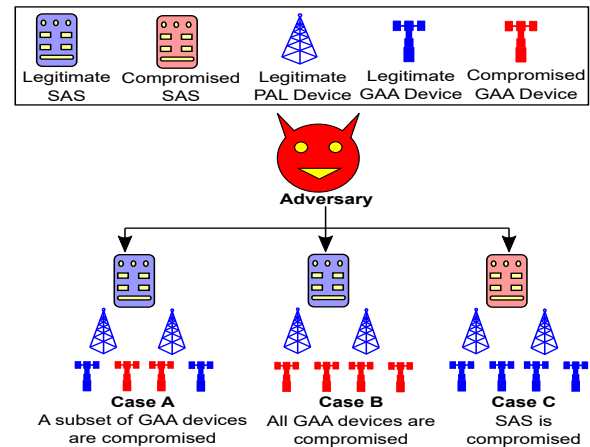 Legitimate SAS
Compromised SAS
Legitimate PAL Device
Legitimate GAA Device
Compromised GAA Device
Adversary
Case A
A subset of GAA devices
are compromised
Case B
All GAA devices are
compromised
Case C
SAS is
compromised